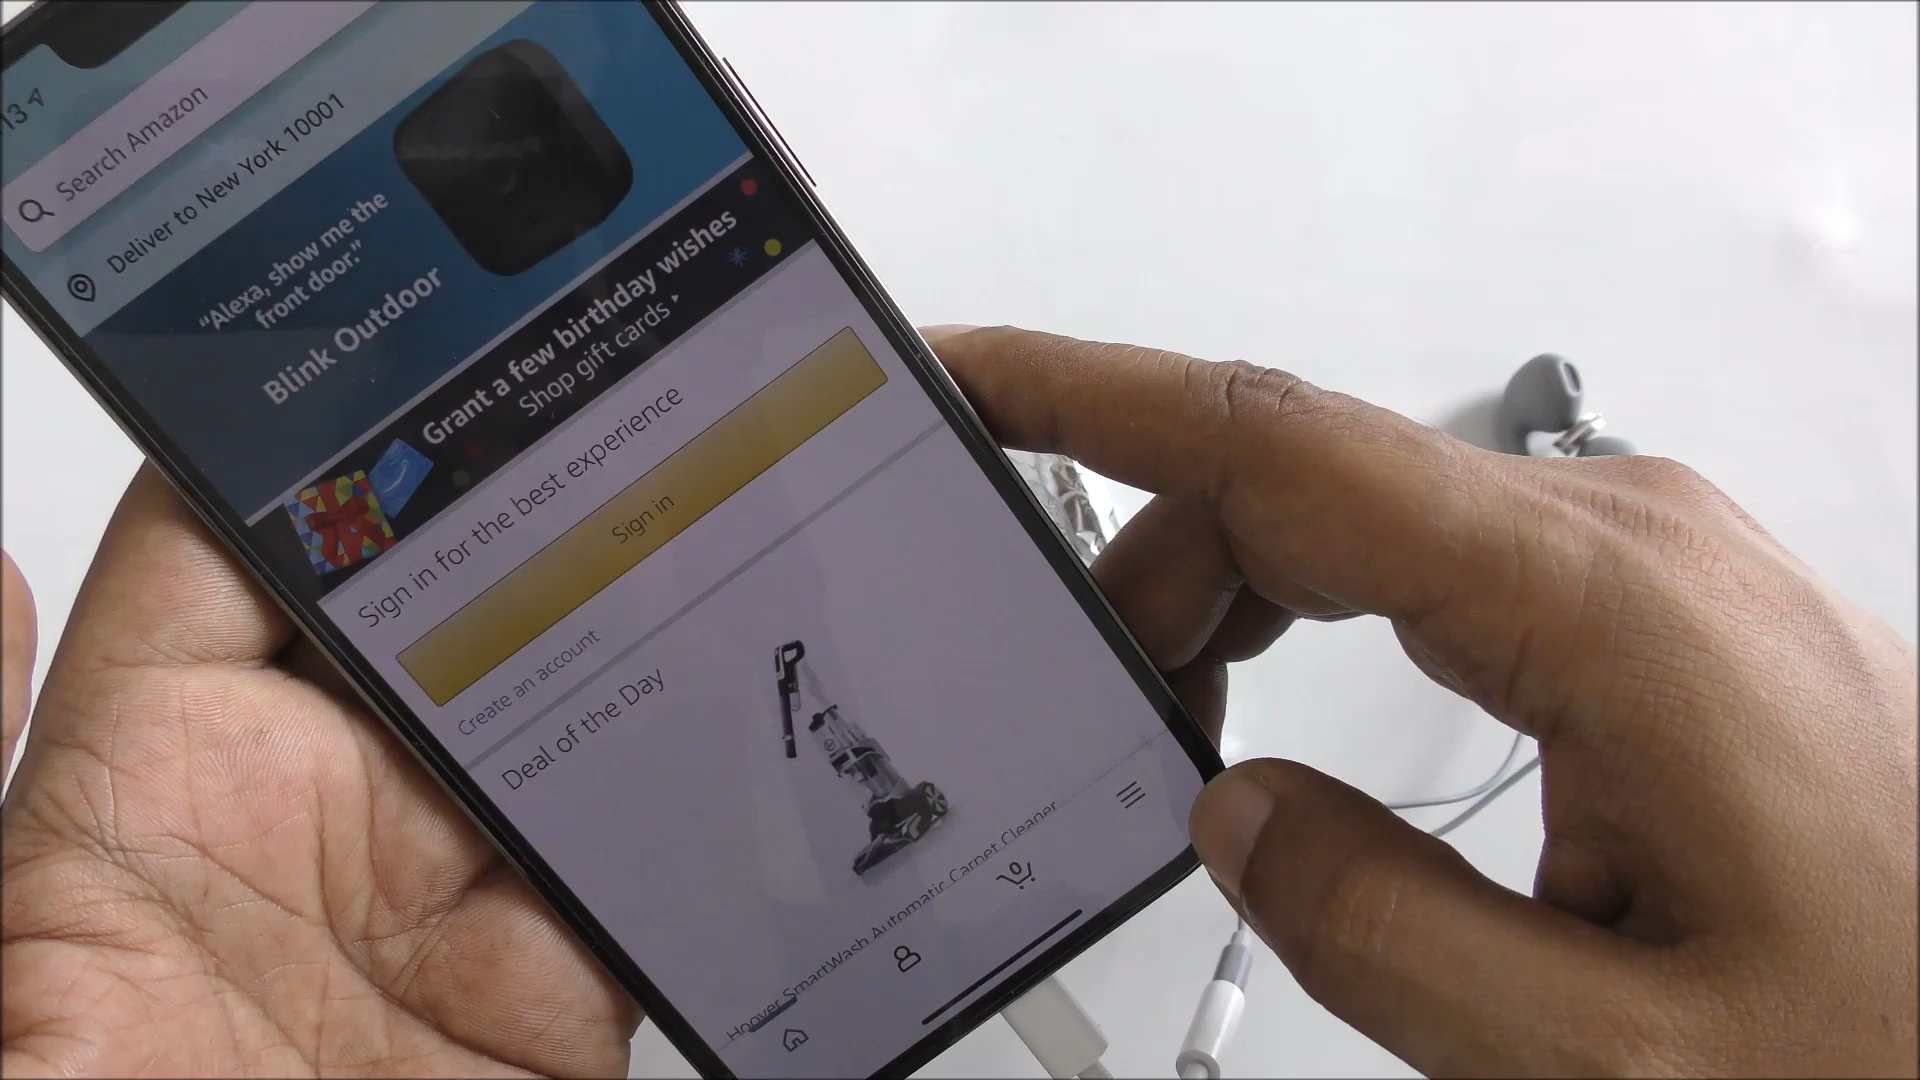 13
Search Amazon
Deliver to New York 10001
“Alexa, show me the
front door.”
Blink Outdoor
Grant a few birthday wishes
Shop gift cards
Sign in for the best experience
Sign in
Create an account
Deal of the Day
Hoover SmartWash Automatic Carpet Cleaner
0